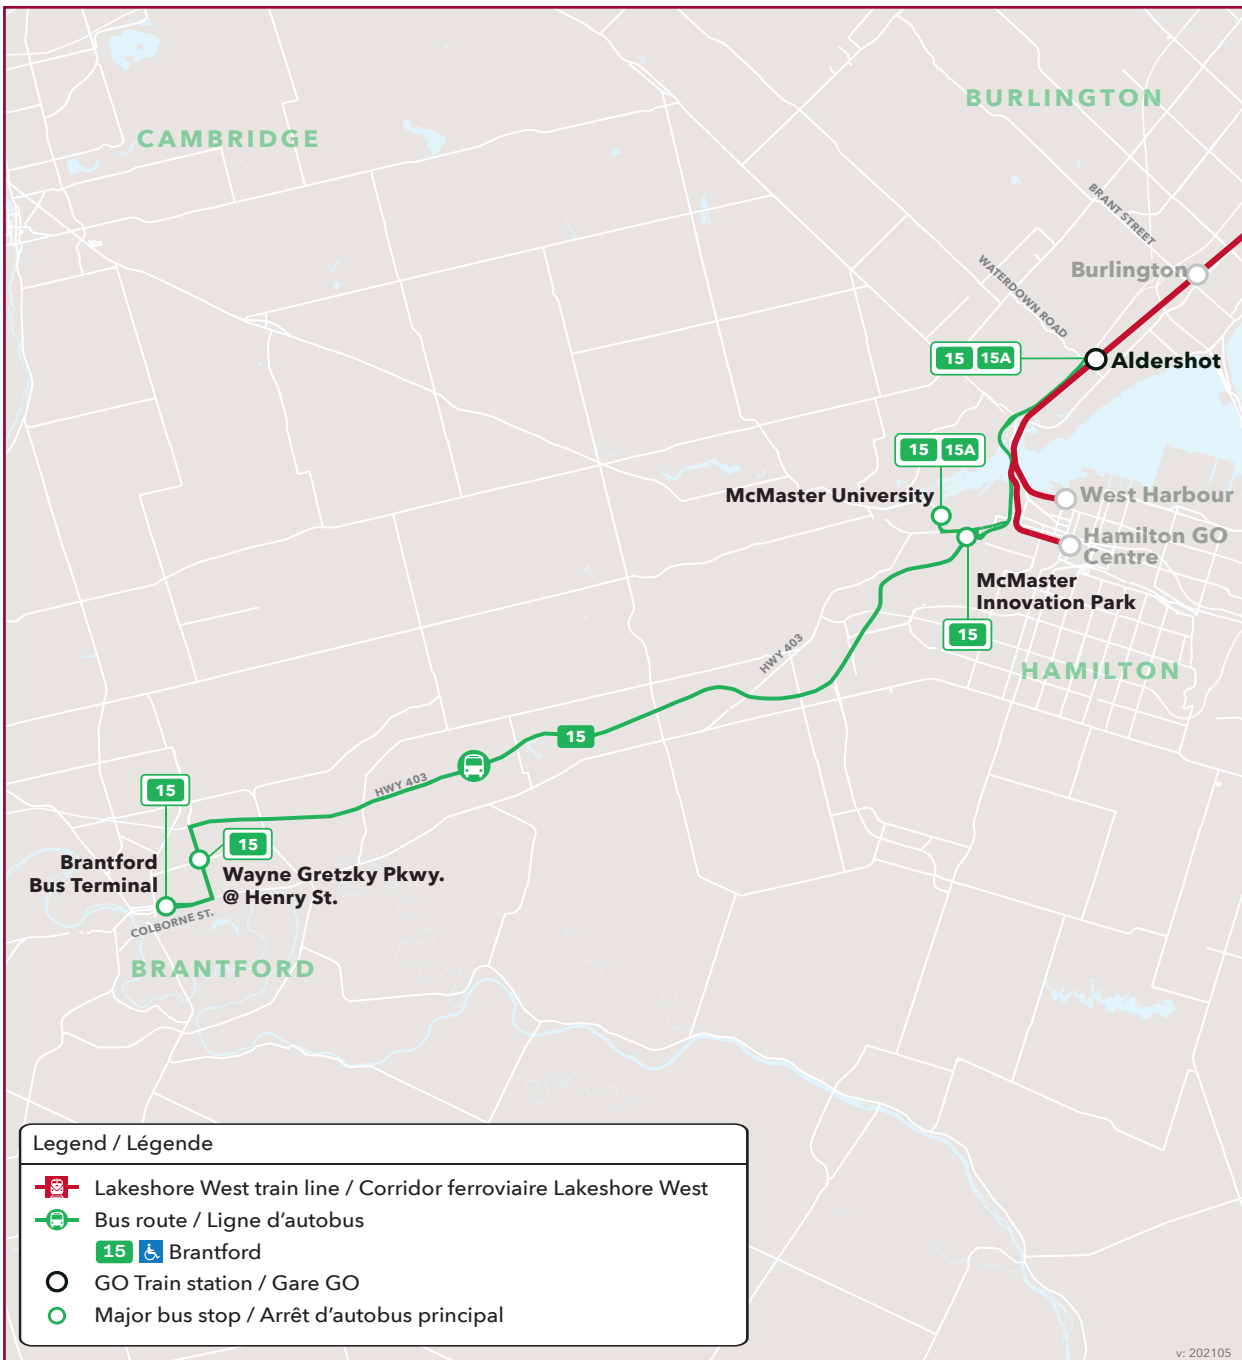 BURLINGTON
CAMBRIDGE
BRANT STREET
WATERDOWN ROAD
Burlington
15 15A
Aldershot
15 15A
McMaster University
West Harbour
Hamilton GO
Centre
McMaster
Innovation Park
15
HWY 403
HAMILTON
15
HWY 403
15
15
Brantford
Bus Terminal
Wayne Gretzky Pkwy.
@ Henry St.
COLBORNE ST.
BRANTFORD
Legend / Légende
Lakeshore West train line / Corridor ferroviaire Lakeshore West
Bus route / Ligne d'autobus
15 Brantford
GO Train station / Gare GO
Major bus stop / Arrêt d'autobus principal
v: 202105